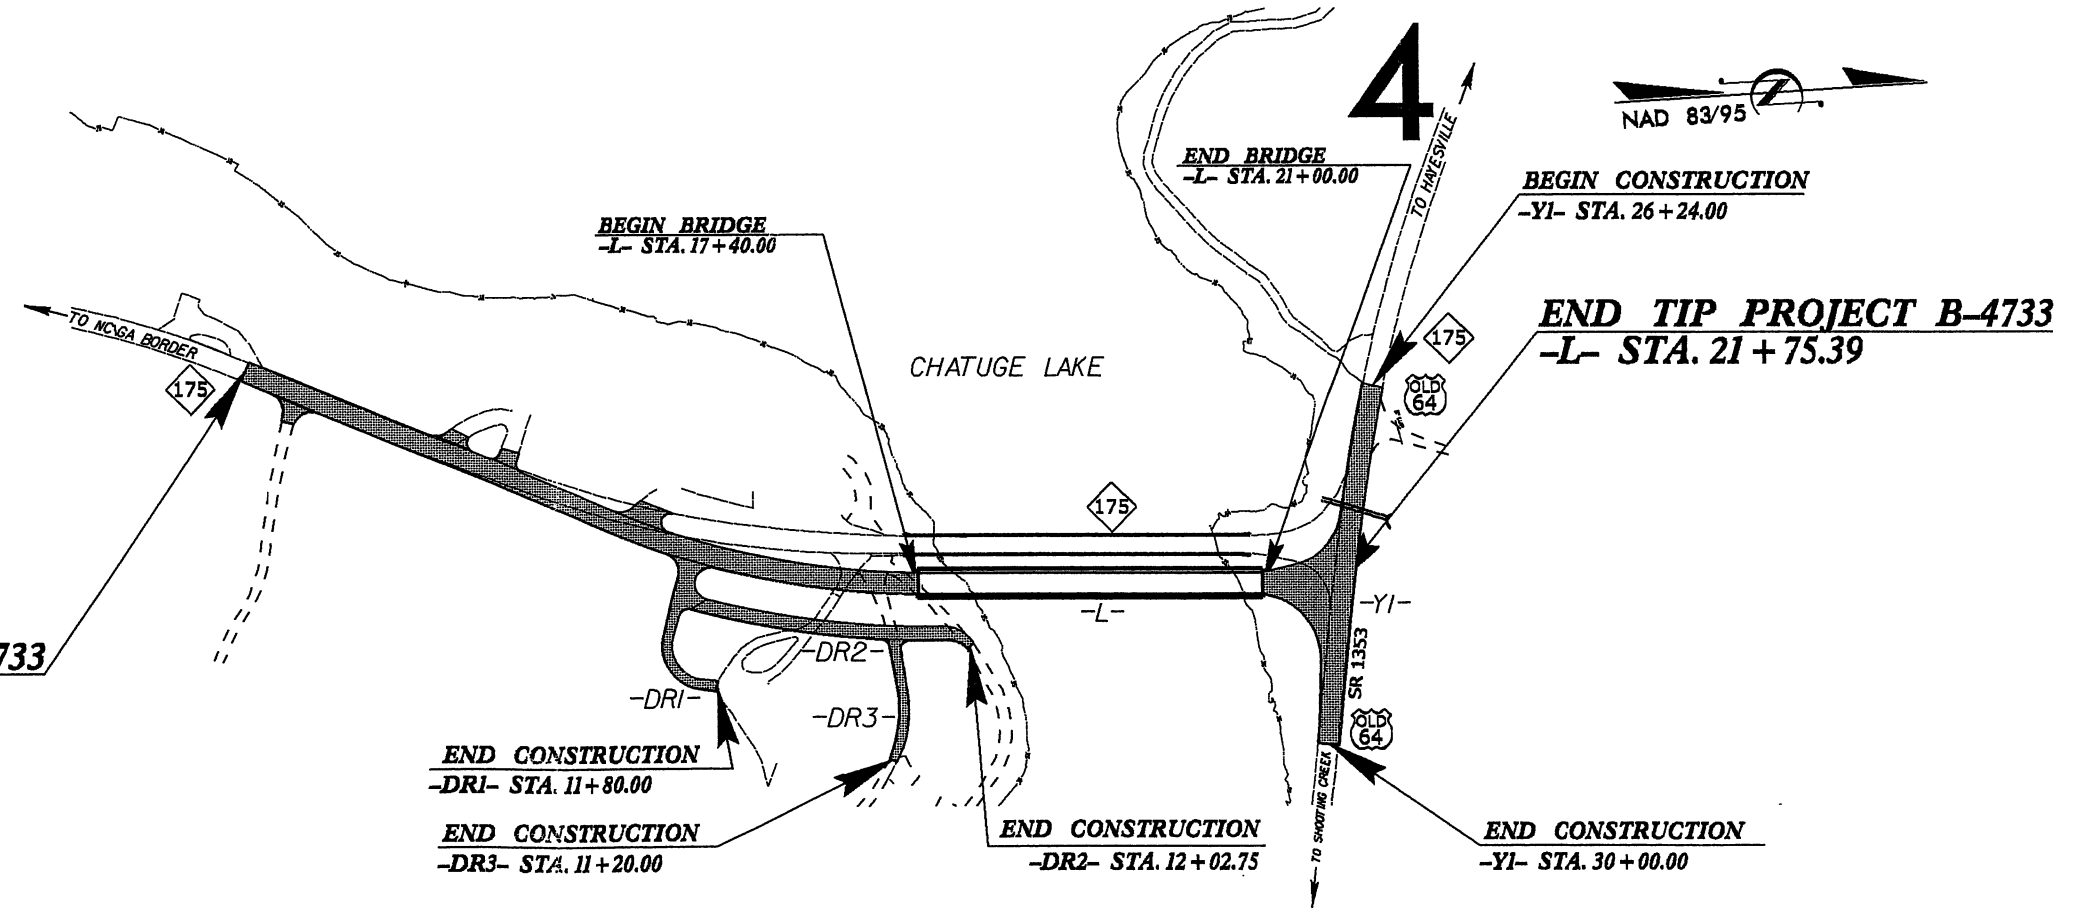 4
NAD 83/95
END BRIDGE
-L- STA. 21+00.00
TO HAYESVILLE
BEGIN CONSTRUCTION
-Y1- STA. 26+24.00
BEGIN BRIDGE
-L- STA. 17+40.00
END TIP PROJECT B-4733
-L- STA. 21+75.39
175
OLD
64
TO NC\GA BORDER
175
CHATUGE LAKE
175
-L-
-Y1-
SR 1353
733
-DR1-
-DR2-
-DR3-
OLD
64
TO SHOOTING CREEK
END CONSTRUCTION
-DR1- STA. 11+80.00
END CONSTRUCTION
-DR3- STA. 11+20.00
END CONSTRUCTION
-DR2- STA. 12+02.75
END CONSTRUCTION
-Y1- STA. 30+00.00